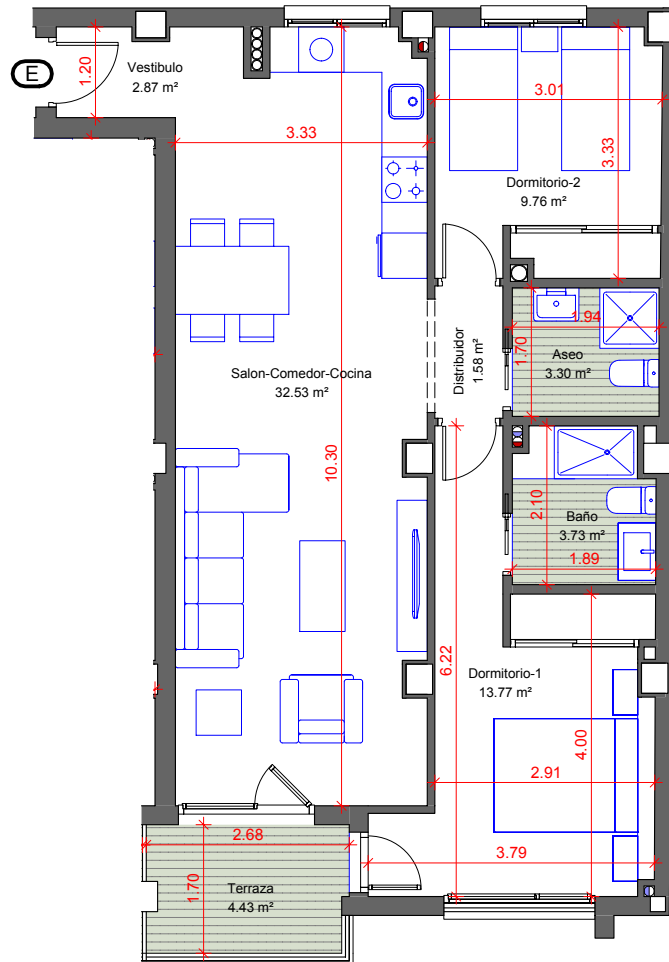 E
1.20
Vestibulo
2.87 m²
3.33
3.01
3.33
Dormitorio-2
9.76 m²
1.94
1.70
Aseo
3.30 m²
Distribuidor
1.58 m²
Salon-Comedor-Cocina
32.53 m²
10.30
2.10
Baño
3.73 m²
1.89
6.22
Dormitorio-1
13.77 m²
4.00
2.91
3.79
2.68
1.70
Terraza
4.43 m²